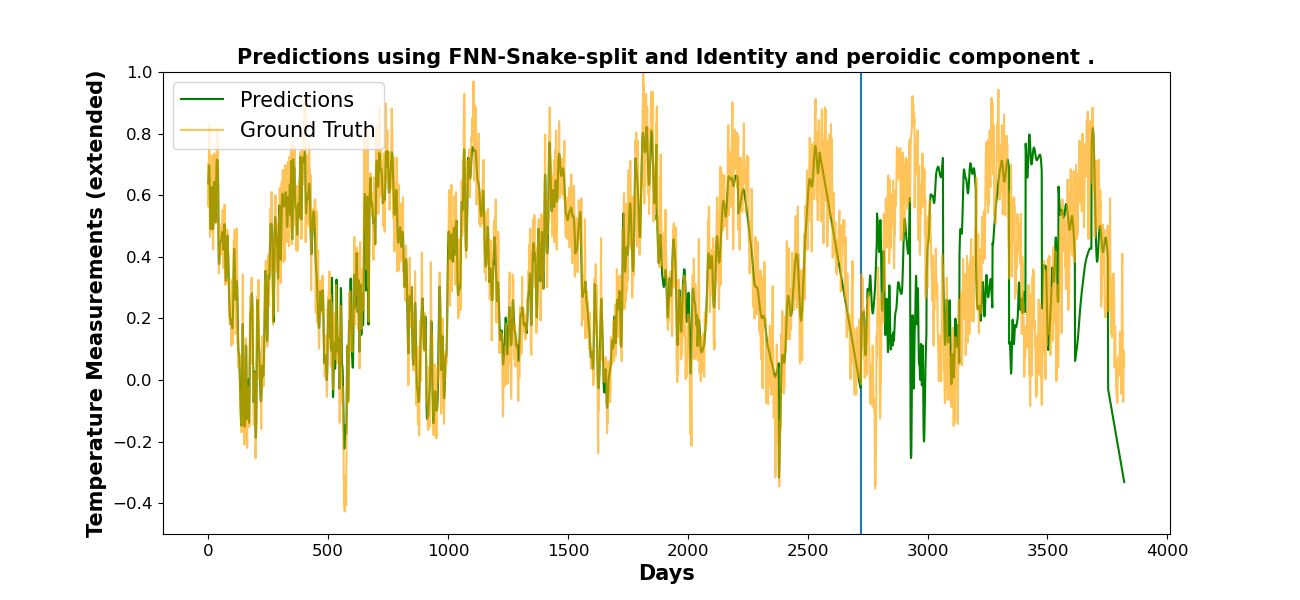 Predictions using FNN-Snake-split and Identity and peroidic component .
Predictions
Ground Truth
Temperature Measurements (extended)
1.0
0.8
0.6
0.4
0.2
0.0
−0.2
−0.4
0 500 1000 1500 2000 2500 3000 3500 4000
Days